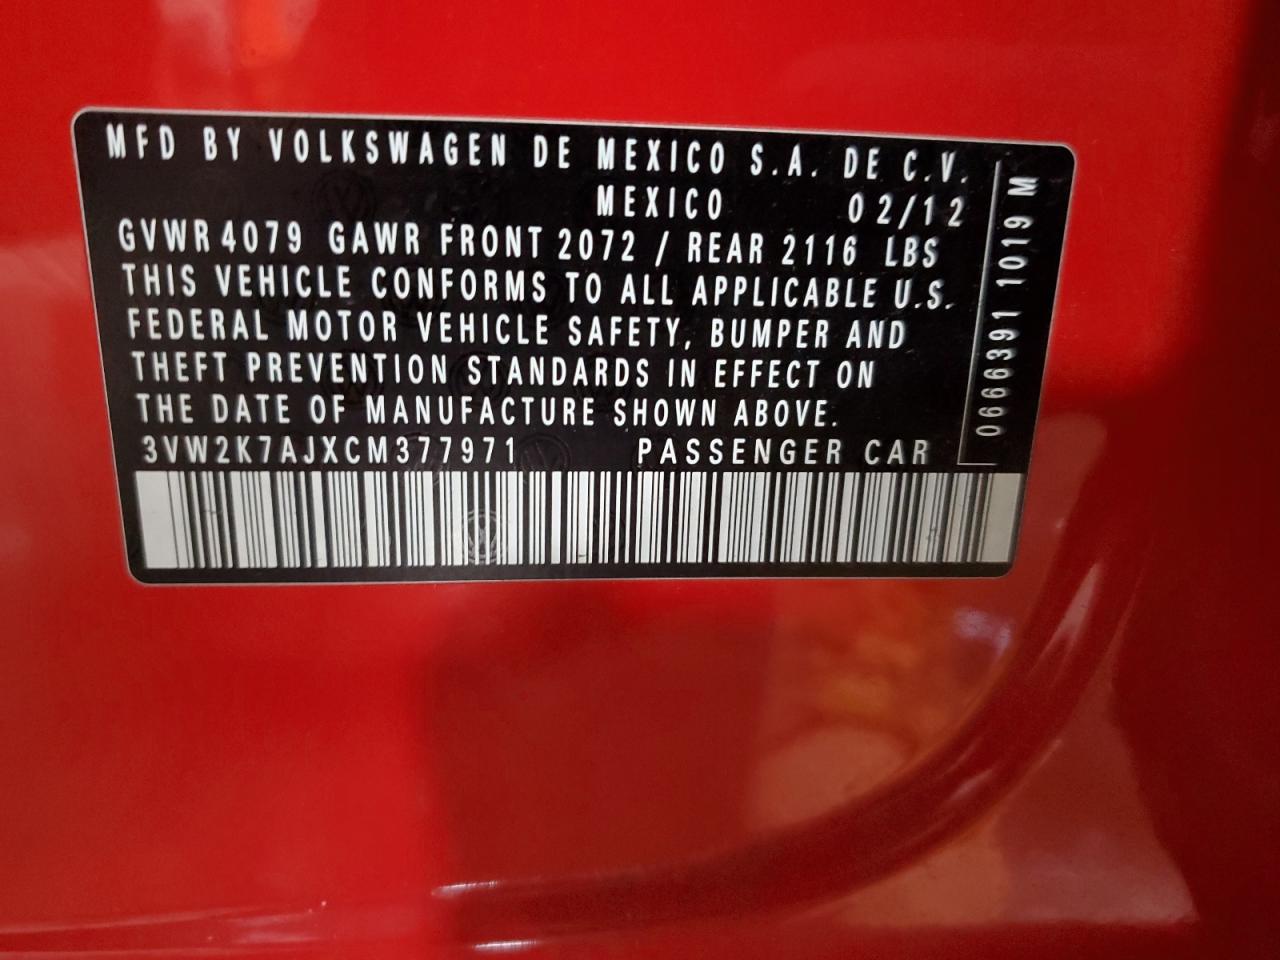 MFD BY VOLKSWAGEN DE MEXICO S.A. DE C.V.
MEXICO 02/12
GVWR 4079 GAWR FRONT 2072 / REAR 2116 LBS
THIS VEHICLE CONFORMS TO ALL APPLICABLE U.S.
FEDERAL MOTOR VEHICLE SAFETY, BUMPER AND
THEFT PREVENTION STANDARDS IN EFFECT ON
THE DATE OF MANUFACTURE SHOWN ABOVE.
3VW2K7AJXCM377971 PASSENGER CAR
0666391 1019 M